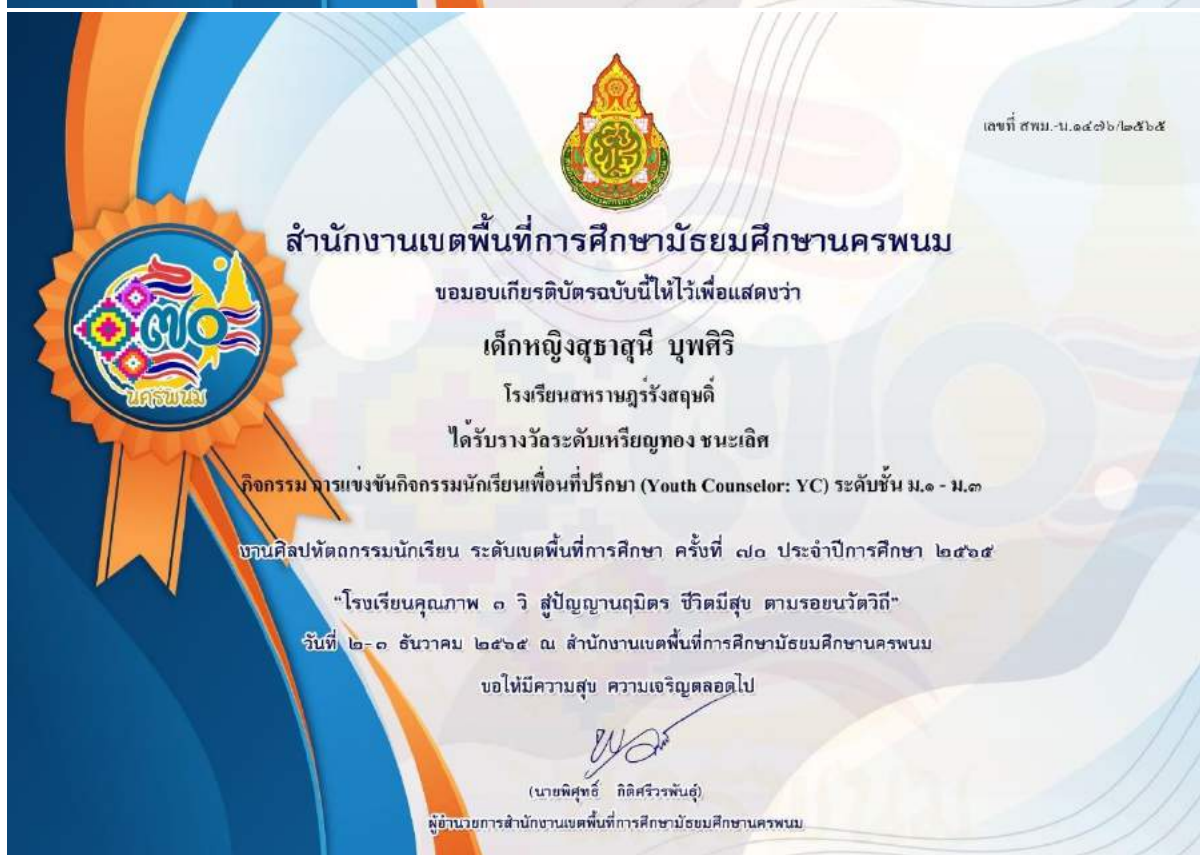 เลขที่ สพม.-น.๑๔๗๖/๒๕๖๕
สำนักงานเขตพื้นที่การศึกษามัธยมศึกษานครพนม
ขอมอบเกียรติบัตรฉบับนี้ให้ไว้เพื่อแสดงว่า
เด็กหญิงสุธาสุนี บุพศิริ
โรงเรียนสหราษฎร์รังสฤษดิ์
ได้รับรางวัลระดับเหรียญทอง ชนะเลิศ
กิจกรรม การแข่งขันกิจกรรมนักเรียนเพื่อนที่ปรึกษา (Youth Counselor: YC) ระดับชั้น ม.๑ - ม.๓
งานศิลปหัตถกรรมนักเรียน ระดับเขตพื้นที่การศึกษา ครั้งที่ ๗๐ ประจำปีการศึกษา ๒๕๖๕
"โรงเรียนคุณภาพ ๓ วิ สู่ปัญญานฤมิตร ชีวิตมีสุข ตามรอยนวัตวิถี"
วันที่ ๒-๓ ธันวาคม ๒๕๖๕ ณ สำนักงานเขตพื้นที่การศึกษามัธยมศึกษานครพนม
ขอให้มีความสุข ความเจริญตลอดไป
(นายพิศุทธิ์ กิติศรีวรพันธุ์)
ผู้อำนวยการสำนักงานเขตพื้นที่การศึกษามัธยมศึกษานครพนม
๗๐
นครพนม